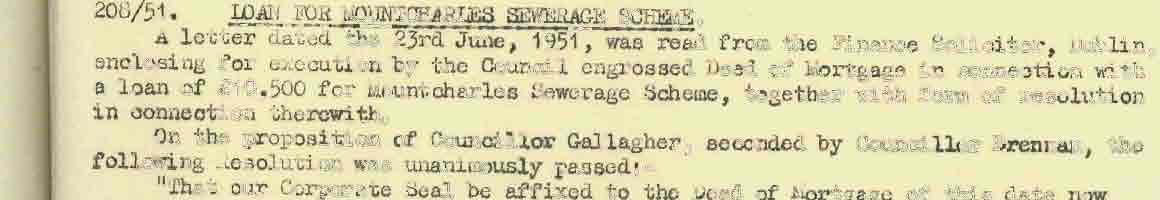 208/51. LOAN FOR MOUNTCHARLES SEWERAGE SCHEME.
A letter dated the 23rd June, 1951, was read from the Finance Solicitor, Dublin,
enclosing for execution by the Council engrossed Deed of Mortgage in connection with
a loan of £10.500 for Mountcharles Sewerage Scheme, together with form of resolution
in connection therewith.
On the proposition of Councillor Gallagher, seconded by Councillor Brennan, the
following Resolution was unanimously passed:-
"That our Corporate Seal be affixed to the Deed of Mortgage of this date now